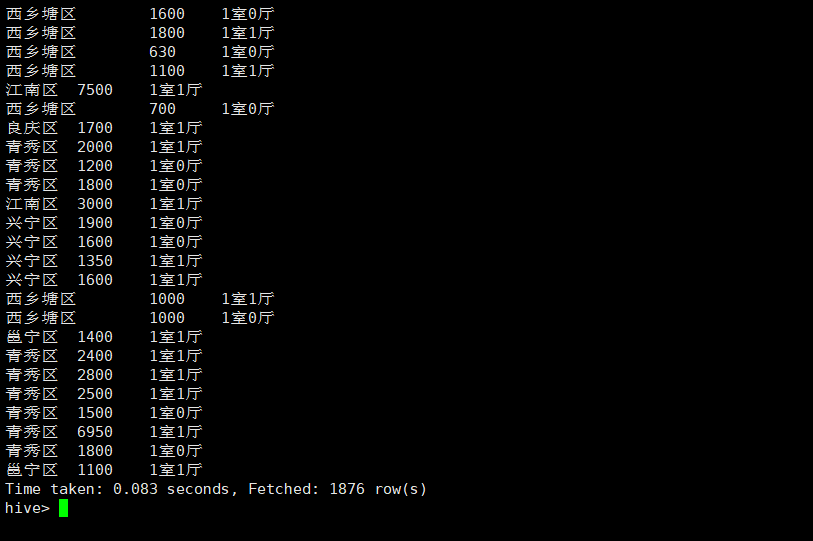 西乡塘区 1600 1室0厅
西乡塘区 1800 1室1厅
西乡塘区 630 1室0厅
西乡塘区 1100 1室1厅
江南区 7500 1室1厅
西乡塘区 700 1室0厅
良庆区 1700 1室1厅
青秀区 2000 1室1厅
青秀区 1200 1室0厅
青秀区 1800 1室0厅
江南区 3000 1室1厅
兴宁区 1900 1室0厅
兴宁区 1600 1室0厅
兴宁区 1350 1室1厅
兴宁区 1600 1室1厅
西乡塘区 1000 1室1厅
西乡塘区 1000 1室0厅
邕宁区 1400 1室1厅
青秀区 2400 1室1厅
青秀区 2800 1室1厅
青秀区 2500 1室1厅
青秀区 1500 1室0厅
青秀区 6950 1室1厅
青秀区 1800 1室0厅
邕宁区 1100 1室1厅
Time taken: 0.083 seconds, Fetched: 1876 row(s)
hive>